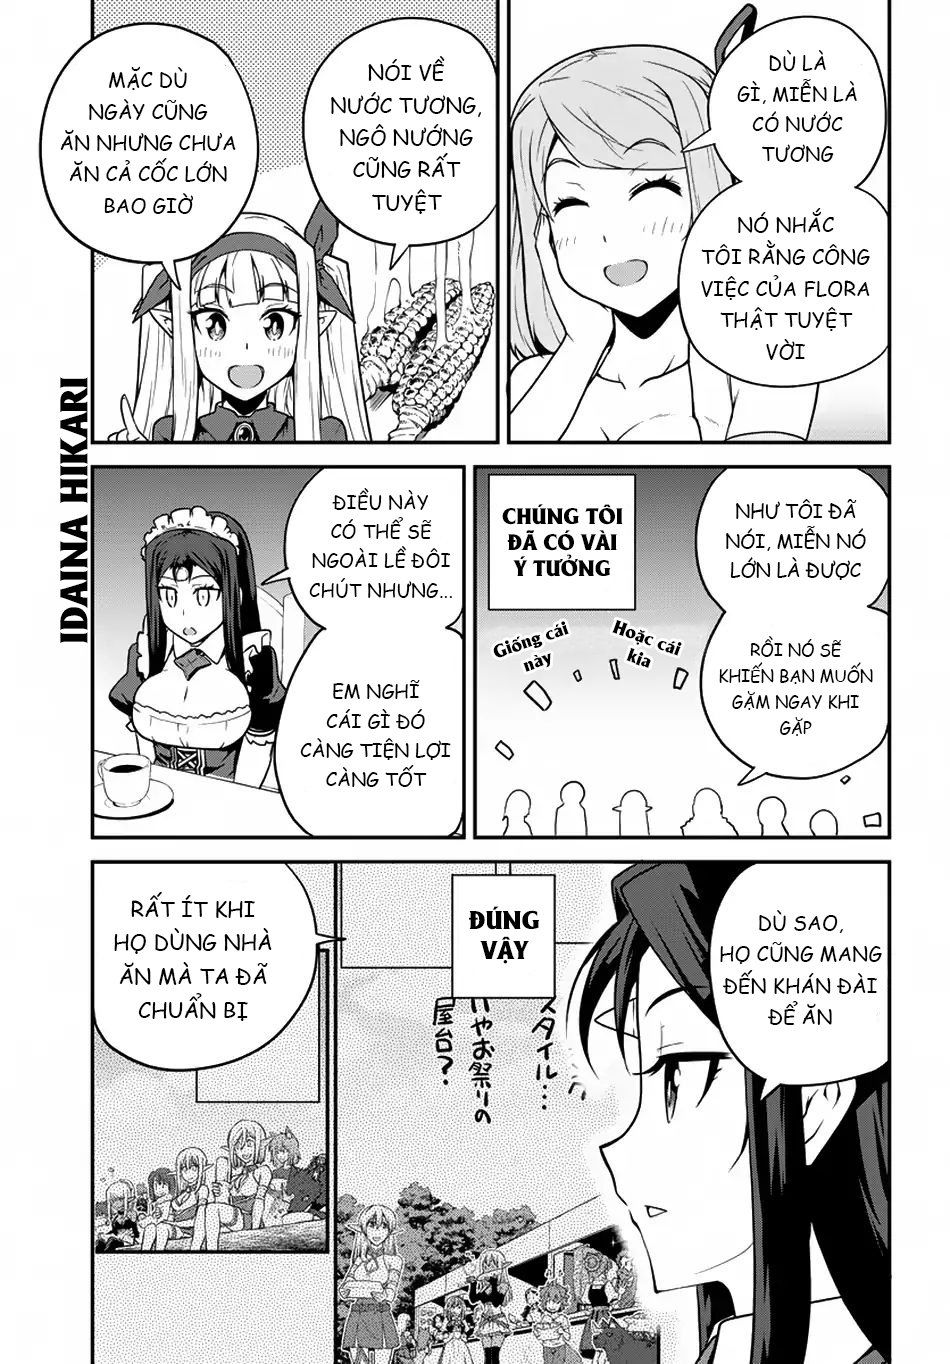 DÙ LÀ
GÌ, MIỄN LÀ
CÓ NƯỚC
TƯƠNG
NÓ NHẮC
TÔI RẰNG CÔNG
VIỆC CỦA FLORA
THẬT TUYỆT
VỜI
NÓI VỀ
NƯỚC TƯƠNG,
NGÔ NƯỚNG
CŨNG RẤT
TUYỆT
MẶC DÙ
NGÀY CŨNG
ĂN NHƯNG CHƯA
ĂN CẢ CỐC LỚN
BAO GIỜ
IDAINA HIKARI
NHƯ TÔI ĐÃ
NÓI, MIỄN NÓ
LỚN LÀ ĐƯỢC
RỒI NÓ SẼ
KHIẾN BẠN MUỐN
GẶM NGAY KHI
GẶP
CHÚNG TÔI
ĐÃ CÓ VÀI
Ý TƯỞNG
Hoặc cái
kia
Giống cái
này
ĐIỀU NÀY
CÓ THỂ SẼ
NGOÀI LỀ ĐÔI
CHÚT NHƯNG...
EM NGHĨ
CÁI GÌ ĐÓ
CÀNG TIỆN LỢI
CÀNG TỐT
DÙ SAO,
HỌ CŨNG MANG
ĐẾN KHÁN ĐÀI
ĐỂ ĂN
ĐÚNG
VẬY
スタイル…
いやお祭りの
屋台？
RẤT ÍT KHI
HỌ DÙNG NHÀ
ĂN MÀ TA ĐÃ
CHUẨN BỊ